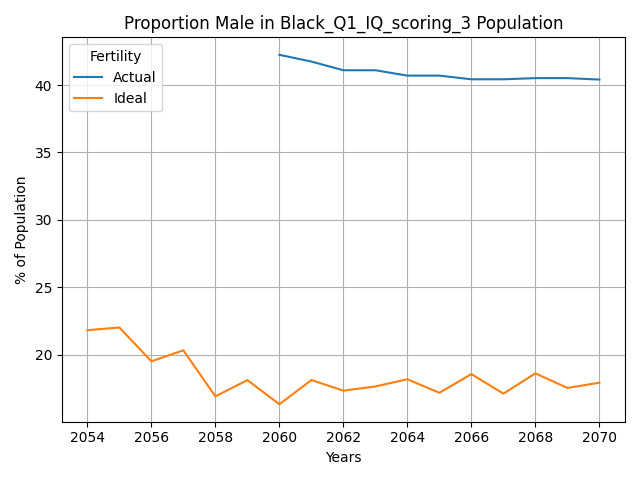 Proportion Male in Black_Q1_IQ_scoring_3 Population
Fertility
Actual
Ideal
% of Population
40
35
30
25
20
2054 2056 2058 2060 2062 2064 2066 2068 2070
Years